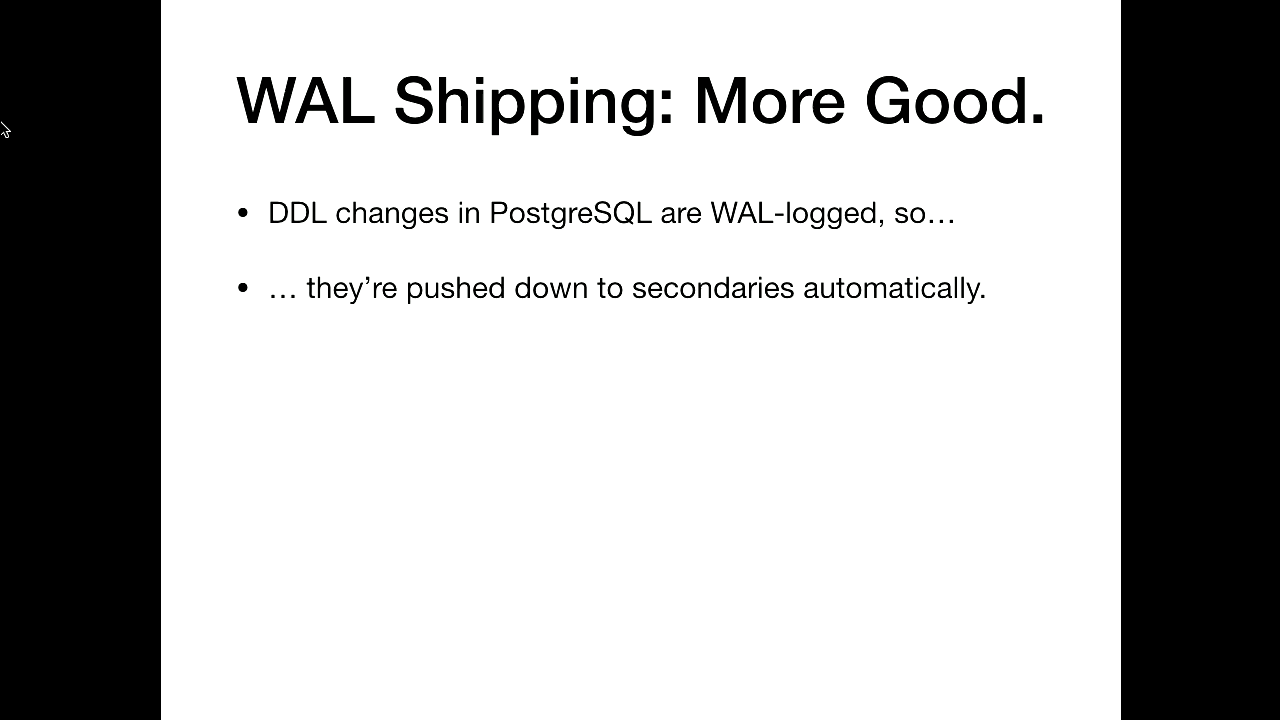 WAL Shipping: More Good.
• DDL changes in PostgreSQL are WAL-logged, so…
• … they’re pushed down to secondaries automatically.